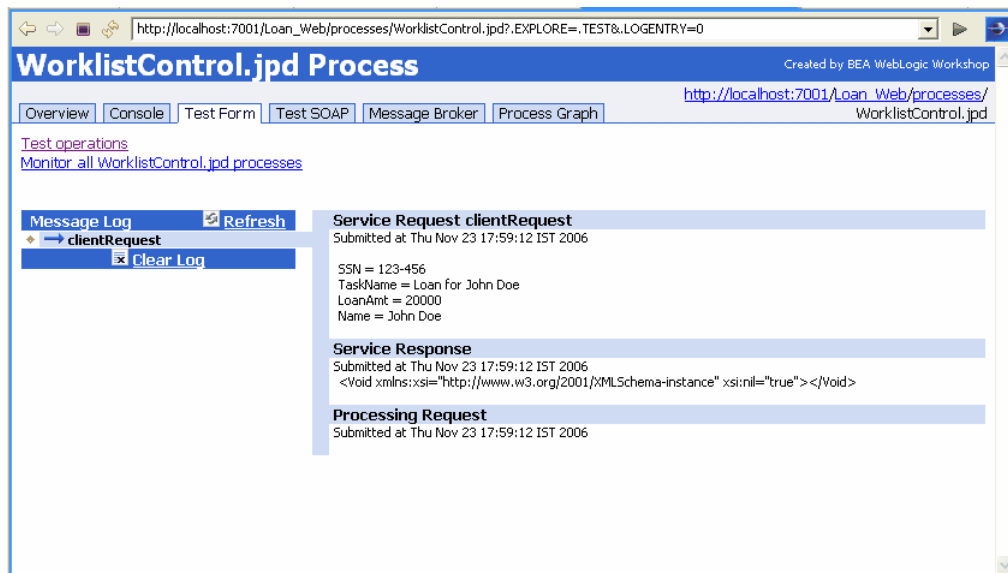 http://localhost:7001/Loan_Web/processes/WorklistControl.jpd?.EXPLORE=.TEST&.LOGENTRY=0
WorklistControl.jpd Process
Created by BEA WebLogic Workshop
http://localhost:7001/Loan_Web/processes/
WorklistControl.jpd
Overview Console Test Form Test SOAP Message Broker Process Graph
Test operations
Monitor all WorklistControl.jpd processes
Message Log Refresh
clientRequest
Clear Log
Service Request clientRequest
Submitted at Thu Nov 23 17:59:12 IST 2006
SSN = 123-456
TaskName = Loan for John Doe
LoanAmt = 20000
Name = John Doe
Service Response
Submitted at Thu Nov 23 17:59:12 IST 2006
<Void xmlns:xsi="http://www.w3.org/2001/XMLSchema-instance" xsi:nil="true"></Void>
Processing Request
Submitted at Thu Nov 23 17:59:12 IST 2006